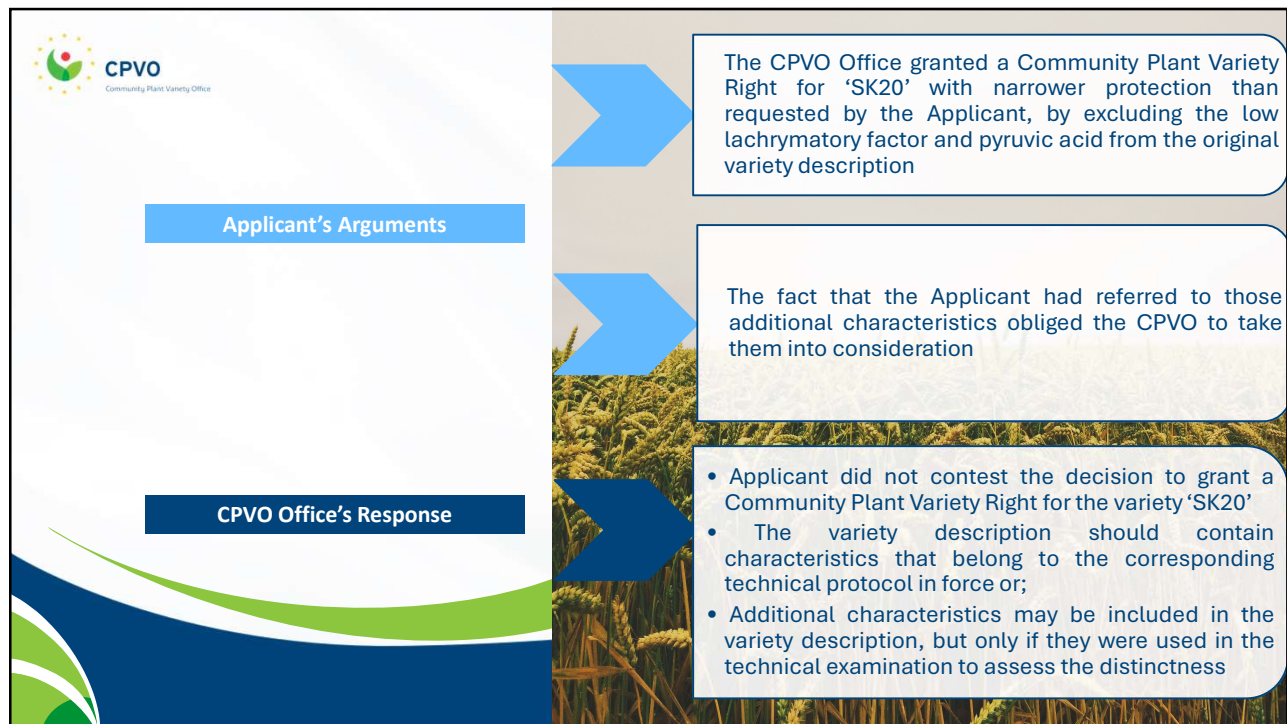 CPVO
Community Plant Variety Office
Applicant's Arguments
The CPVO Office granted a Community Plant Variety
Right for 'SK20' with narrower protection than
requested by the Applicant, by excluding the low
lachrymatory factor and pyruvic acid from the original
variety description
The fact that the Applicant had referred to those
additional characteristics obliged the CPVO to take
them into consideration
CPVO Office's Response
• Applicant did not contest the decision to grant a
Community Plant Variety Right for the variety 'SK20'
• The variety description should contain
characteristics that belong to the corresponding
technical protocol in force or;
• Additional characteristics may be included in the
variety description, but only if they were used in the
technical examination to assess the distinctness